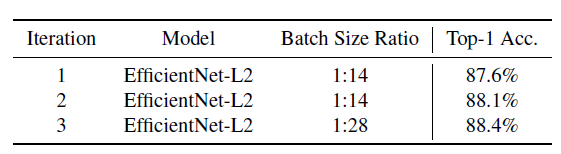 Iteration Model Batch Size Ratio Top-1 Acc.
1 EfficientNet-L2 1:14 87.6%
2 EfficientNet-L2 1:14 88.1%
3 EfficientNet-L2 1:28 88.4%